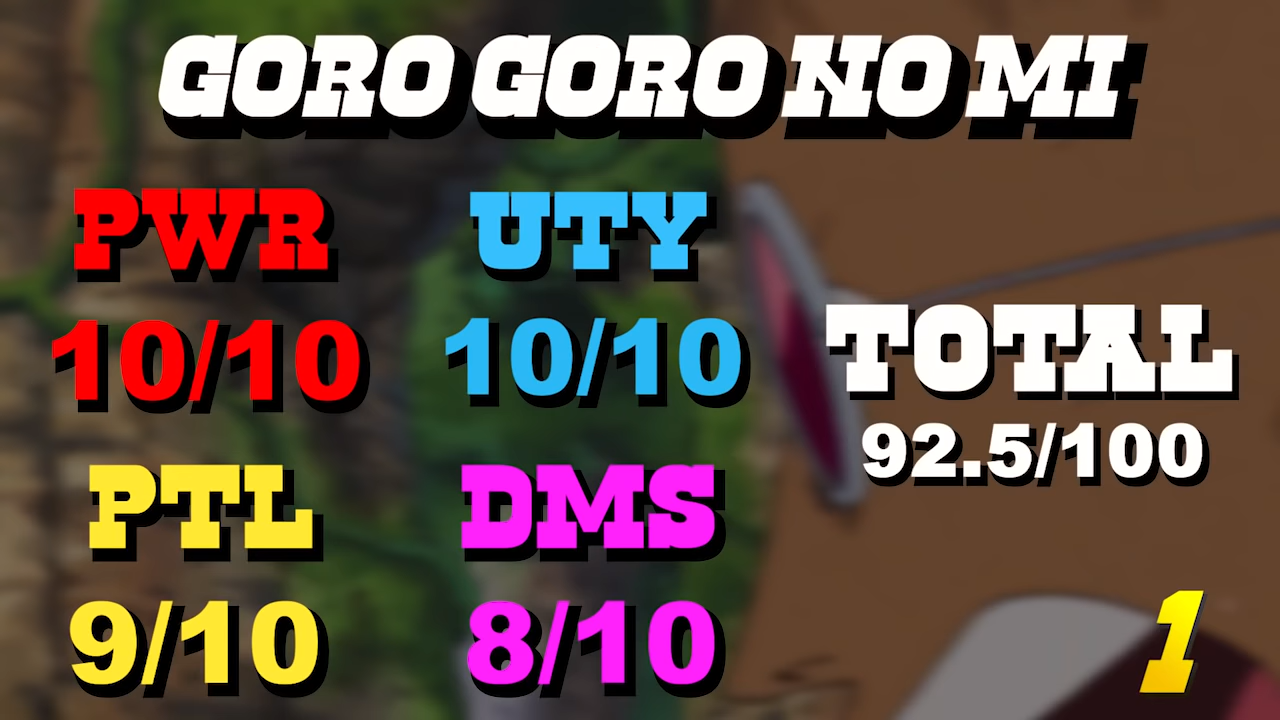 GORO GORO NO MI
PWR
10/10
UTY
10/10
PTL
9/10
DMS
8/10
TOTAL
92.5/100
1